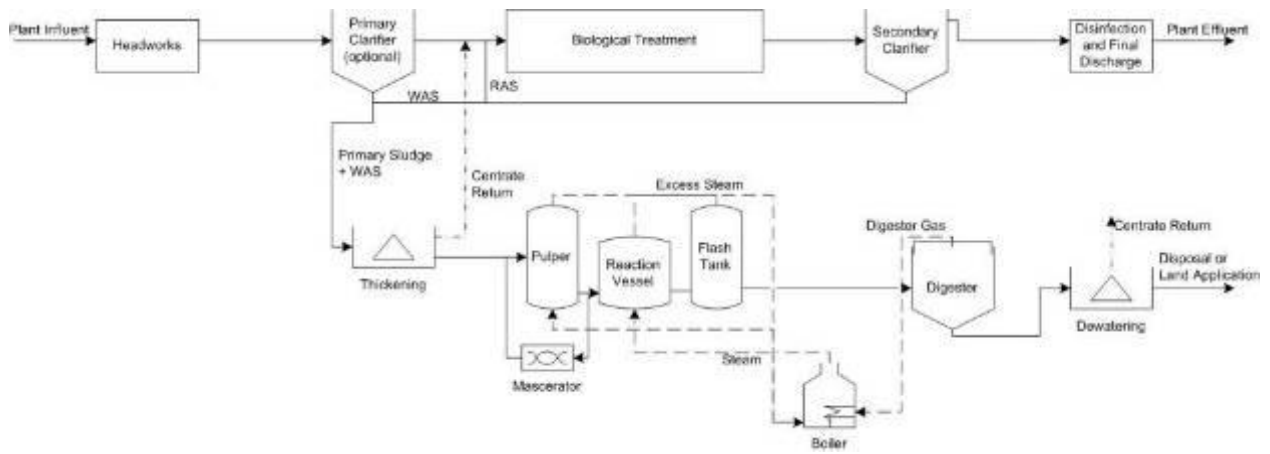 Plant Influent
Headworks
Primary
Clarifier
(optional)
Biological Treatment
Secondary
Clarifier
Disinfection
and Final
Discharge
Plant Effluent
WAS
RAS
Primary Sludge
+ WAS
Centrate
Return
Excess Steam
Digester Gas
Centrate Return
Disposal or
Land Application
Thickening
Pulper
Reaction
Vessel
Flash
Tank
Digester
Dewatering
Mascerator
Steam
Boiler